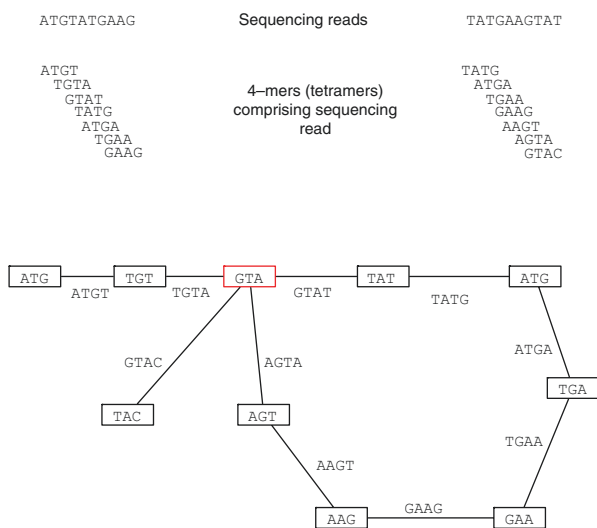 ATGTATGAAG Sequencing reads TATGAAGTAT
ATGT
TGTA
GTAT
TATG
ATGA
TGAA
GAAG
4–mers (tetramers)
comprising sequencing
read
TATG
ATGA
TGAA
GAAG
AAGT
AGTA
GTAC
ATG TGT GTA TAT ATG
ATGT TGTA GTAT TATG
GTAC AGTA ATGA
TAC AGT TGA
AAGT TGAA
GAAG
AAG GAA